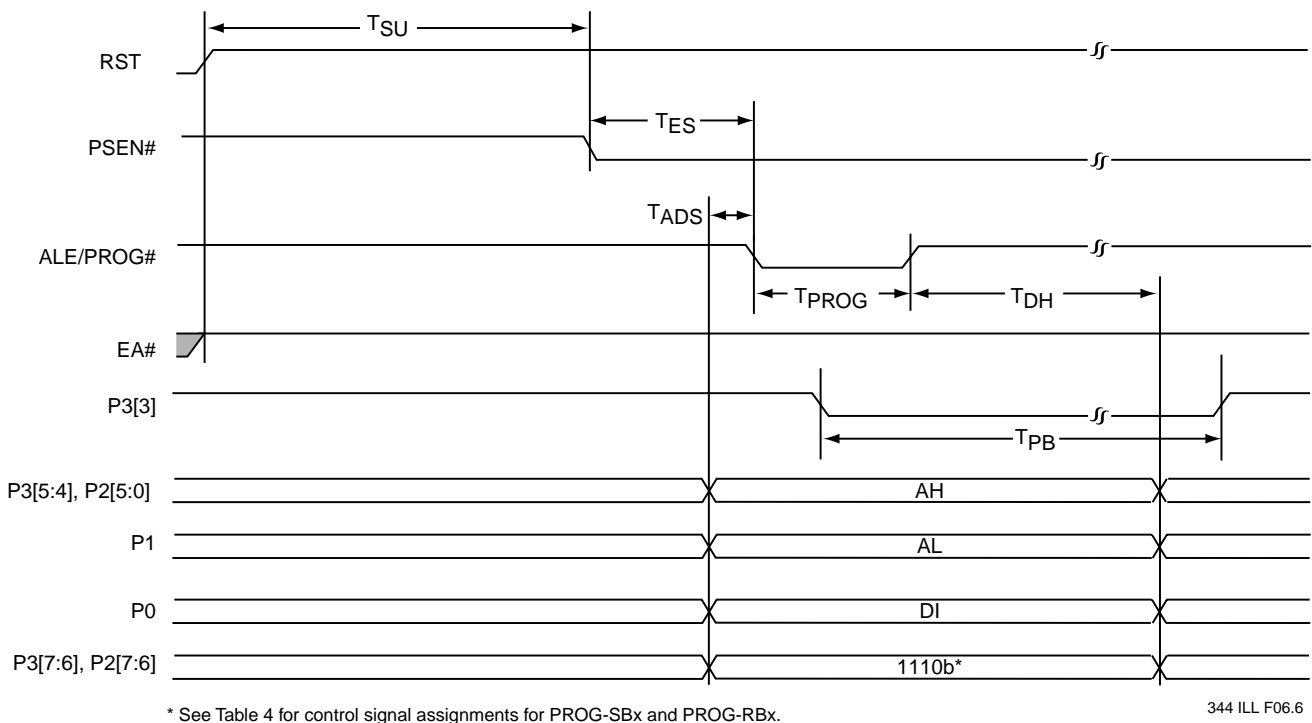 TSU
RST
TES
PSEN#
TADS
ALE/PROG#
TPROG
TDH
EA#
P3[3]
TPB
P3[5:4], P2[5:0]
AH
P1
AL
P0
DI
P3[7:6], P2[7:6]
1110b*
* See Table 4 for control signal assignments for PROG-SBx and PROG-RBx.
344 ILL F06.6